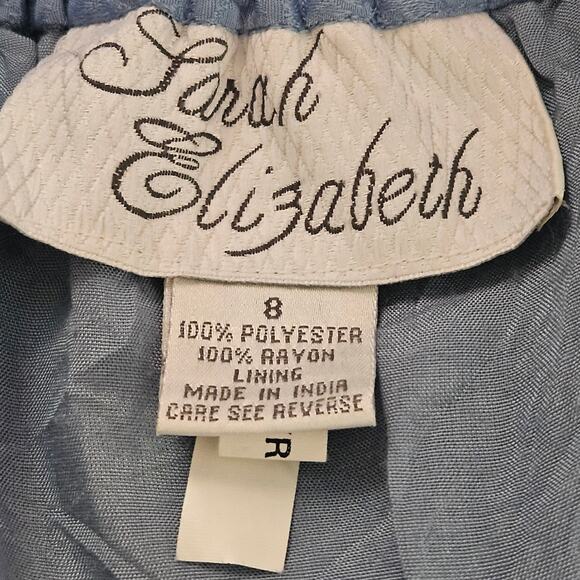 Sarah
Elizabeth
8
100% POLYESTER
100% RAYON
LINING
MADE IN INDIA
CARE SEE REVERSE
R